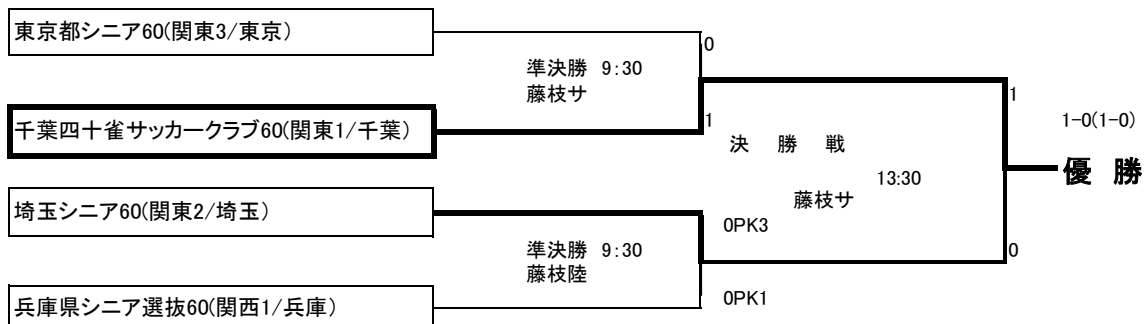 東京都シニア60(関東3/東京)
0
準決勝 9:30
藤枝サ
千葉四十雀サッカークラブ60(関東1/千葉)
1
1
1-0(1-0)
決 勝 戦
優 勝
13:30
藤枝サ
埼玉シニア60(関東2/埼玉)
0PK3
準決勝 9:30
藤枝陸
0
兵庫県シニア選抜60(関西1/兵庫)
0PK1